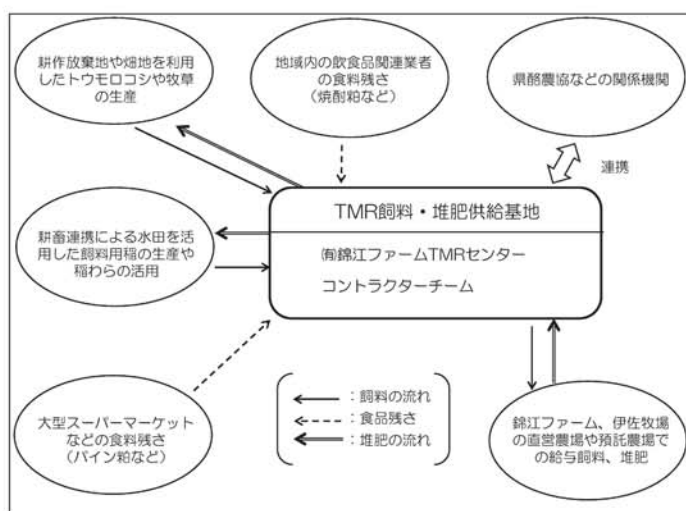 耕作放棄地や畑地を利用
したトウモロコシや牧草
の生産
地域内の飲食品関連業者
の食料残さ
（焼酎粕など）
県酪農協などの関係機関
連携
TMR飼料・堆肥供給基地
㈲錦江ファームTMRセンター
コントラクターチーム
耕畜連携による水田を活
用した飼料用稲の生産や
稲わらの活用
大型スーパーマーケット
などの食料残さ
（パイン粕など）
：飼料の流れ
：食品残さ
：堆肥の流れ
錦江ファーム、伊佐牧場
の直営農場や預託農場で
の給与飼料、堆肥